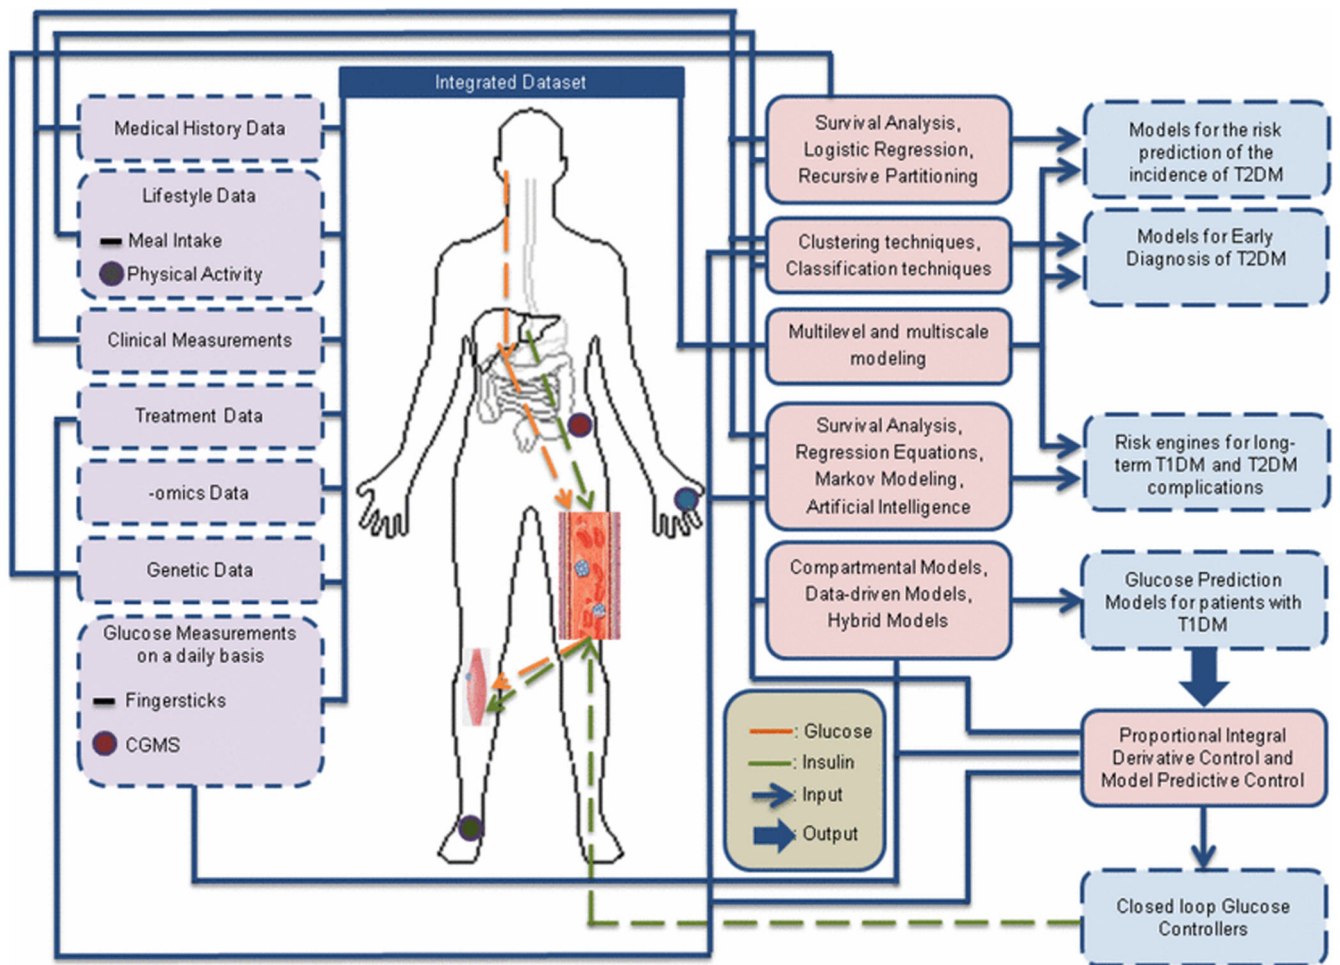 Integrated Dataset
Medical History Data
Lifestyle Data
Meal Intake
Physical Activity
Clinical Measurements
Treatment Data
-omics Data
Genetic Data
Glucose Measurements
on a daily basis
Fingersticks
CGMS
Survival Analysis,
Logistic Regression,
Recursive Partitioning
Clustering techniques,
Classification techniques
Multilevel and multiscale
modeling
Survival Analysis,
Regression Equations,
Markov Modeling,
Artificial Intelligence
Compartmental Models,
Data-driven Models,
Hybrid Models
: Glucose
: Insulin
: Input
: Output
Models for the risk
prediction of the
incidence of T2DM
Models for Early
Diagnosis of T2DM
Risk engines for long-
term T1DM and T2DM
complications
Glucose Prediction
Models for patients with
T1DM
Proportional Integral
Derivative Control and
Model Predictive Control
Closed loop Glucose
Controllers